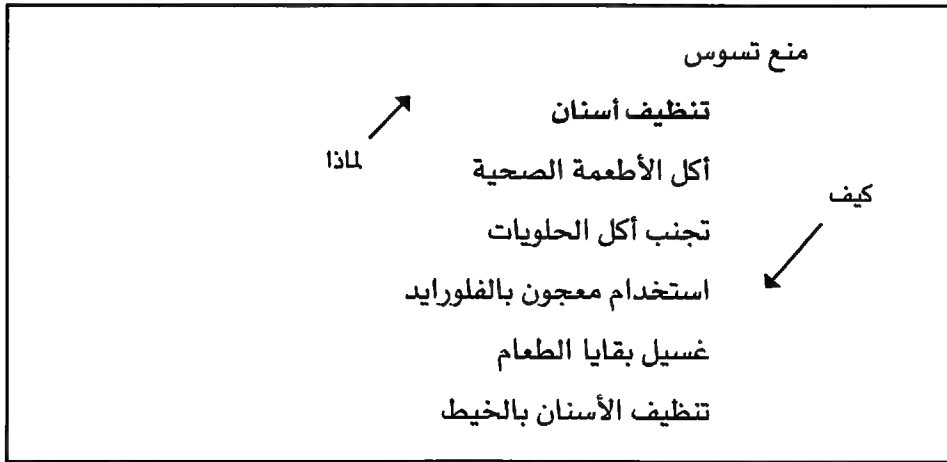 منع تسوس
تنظيف أسنان
لماذا
أكل الأطعمة الصحية
كيف
تجنب أكل الحلويات
استخدام معجون بالفلورايد
غسيل بقايا الطعام
تنظيف الأسنان بالخيط